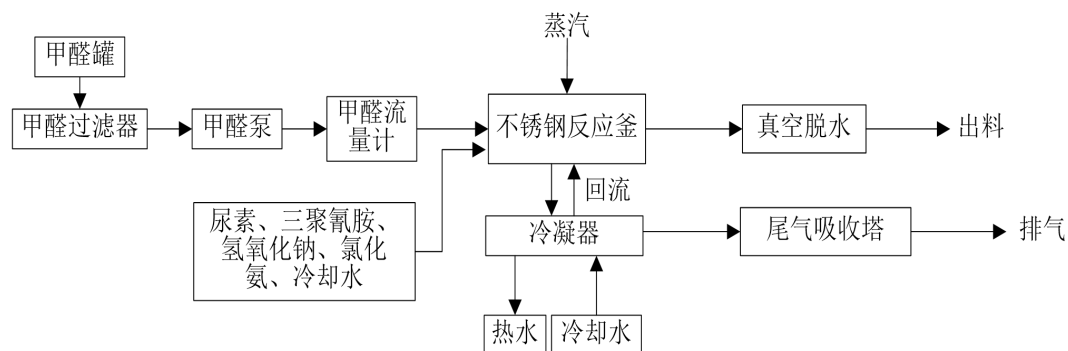 蒸汽
甲醛罐
甲醛过滤器
甲醛泵
甲醛流
量计
不锈钢反应釜
真空脱水
出料
回流
尿素、三聚氰胺、
氢氧化钠、氯化
氨、冷却水
冷凝器
尾气吸收塔
排气
热水
冷却水